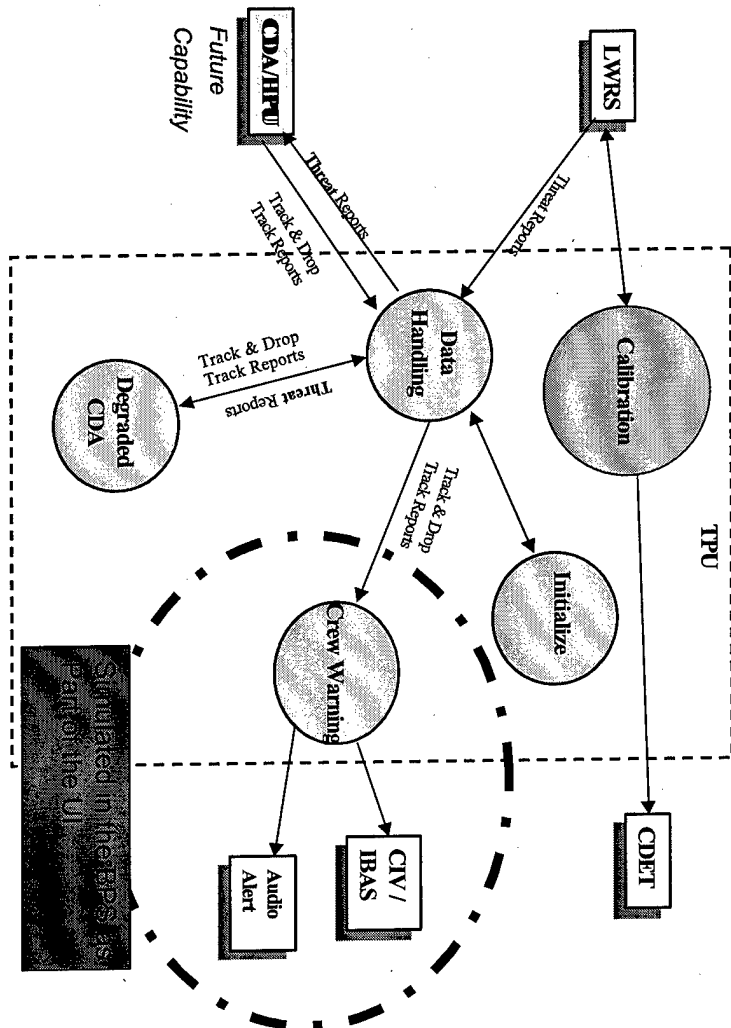 TPU
LWRS
Calibration
CDET
Threat Reports
Initialize
Data
Handling
Track & Drop
Track Reports
CIV /
IBAS
Crew Warning
Threat Reports
Track & Drop
Track Reports
CDA/HPU
Future
Capability
Track & Drop
Track Reports
Threat Reports
Audio
Alert
Degraded
CDA
Simulated in the as
Part of the UI